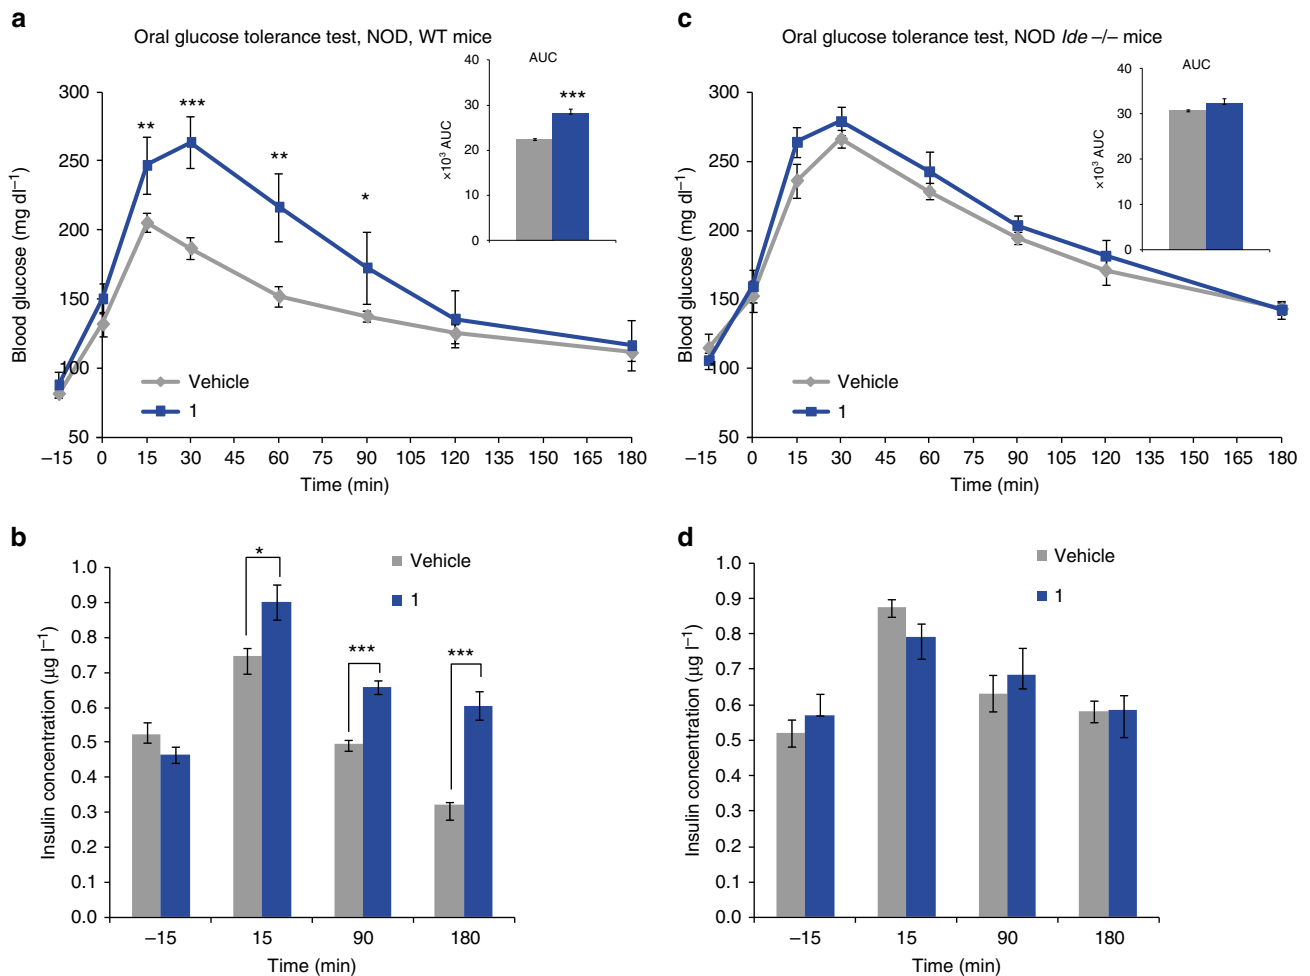 a
Oral glucose tolerance test, NOD, WT mice
AUC
×10³ AUC
40
30
20
10
0
***
Blood glucose (mg dl⁻¹)
300
250
200
150
100
50
**
***
**
*
Vehicle
1
–15 0 15 30 45 60 75 90 105 120 135 150 165 180
Time (min)
c
Oral glucose tolerance test, NOD Ide –/– mice
AUC
×10³ AUC
40
30
20
10
0
Blood glucose (mg dl⁻¹)
300
250
200
150
100
50
Vehicle
1
–15 0 15 30 45 60 75 90 105 120 135 150 165 180
Time (min)
b
Insulin concentration (µg l⁻¹)
1.0
0.9
0.8
0.7
0.6
0.5
0.4
0.3
0.2
0.1
0.0
*
***
***
Vehicle
1
–15 15 90 180
Time (min)
d
Insulin concentration (µg l⁻¹)
1.0
0.9
0.8
0.7
0.6
0.5
0.4
0.3
0.2
0.1
0.0
Vehicle
1
–15 15 90 180
Time (min)